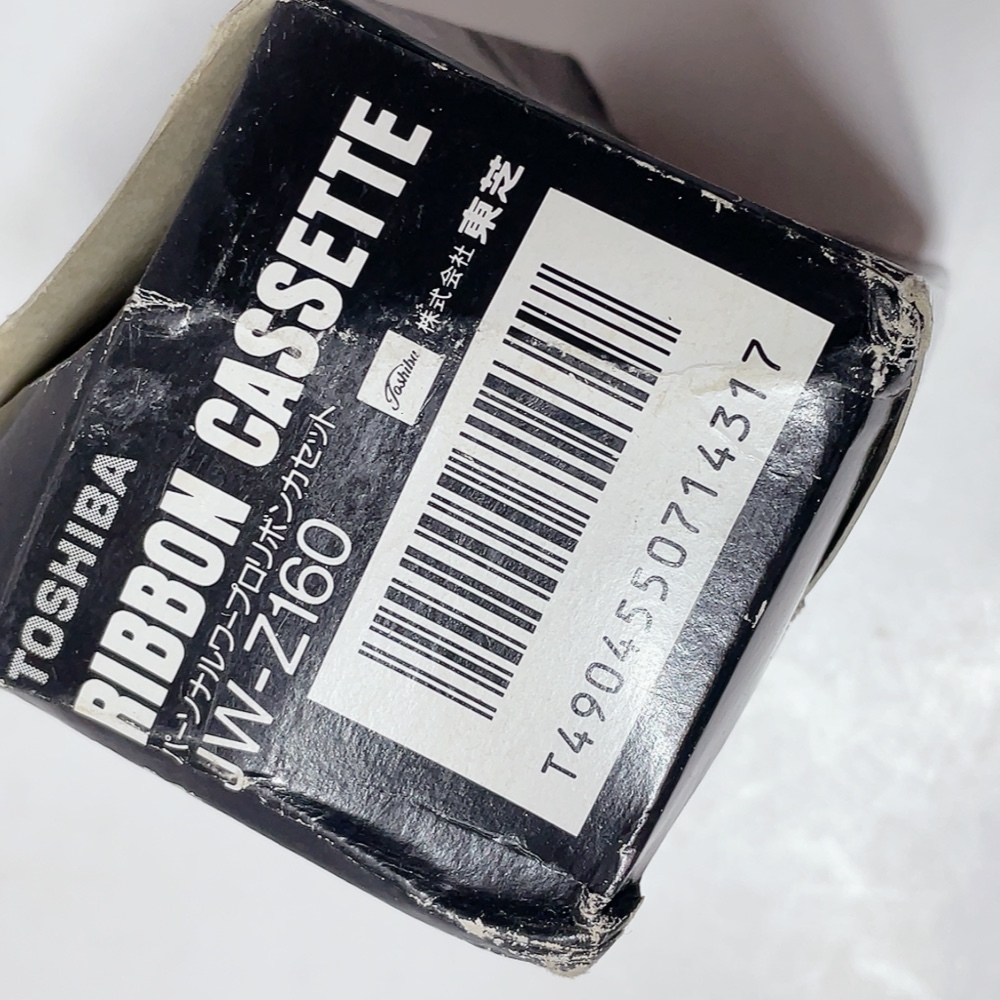 TOSHIBA
RIBBON CASSETTE
パーソナルワープロリボンカセット
JW-Z160
Toshiba
株式会社 東芝
T4904550714317